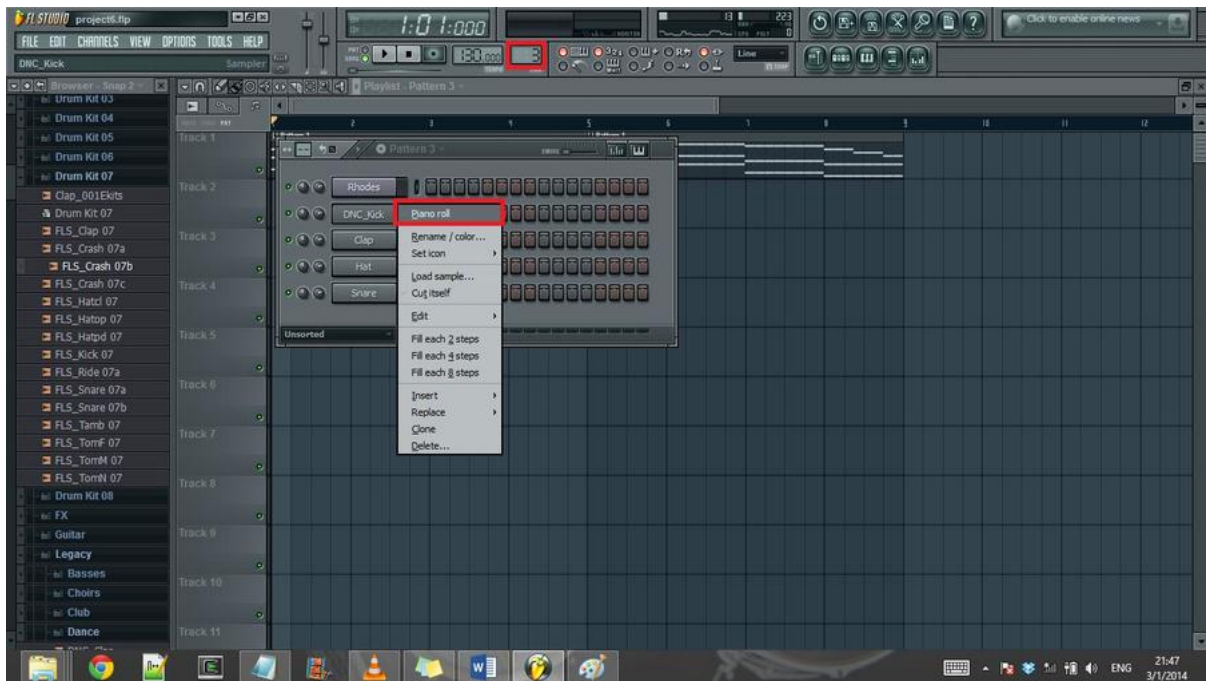 FL STUDIO project6.flp
FILE EDIT CHANNELS VIEW OPTIONS TOOLS HELP
DNC_Kick Sampler
1:01:000
130
TEMPO
3
13
223
Line
Click to enable online news
Browser - Snap 2
Playlist - Pattern 3
Drum Kit 03
Drum Kit 04
Drum Kit 05
Drum Kit 06
Drum Kit 07
Clap_001Ekits
Drum Kit 07
FLS_Clap 07
FLS_Crash 07a
FLS_Crash 07b
FLS_Crash 07c
FLS_Hatcl 07
FLS_Hatop 07
FLS_Hatpd 07
FLS_Kick 07
FLS_Ride 07a
FLS_Snare 07a
FLS_Snare 07b
FLS_Tamb 07
FLS_TomF 07
FLS_TomM 07
FLS_TomN 07
Drum Kit 08
FX
Guitar
Legacy
Basses
Choirs
Club
Dance
2 3 4 5 6 7 8 9 10 11 12
Track 1
Track 2
Track 3
Track 4
Track 5
Track 6
Track 7
Track 8
Track 9
Track 10
Track 11
Pattern 3
Rhodes
DNC_Kick
Clap
Hat
Snare
Unsorted
Piano roll
Rename / color...
Set icon
Load sample...
Cut itself
Edit
Fill each 2 steps
Fill each 4 steps
Fill each 8 steps
Insert
Replace
Clone
Delete...
ENG
21:47
3/1/2014